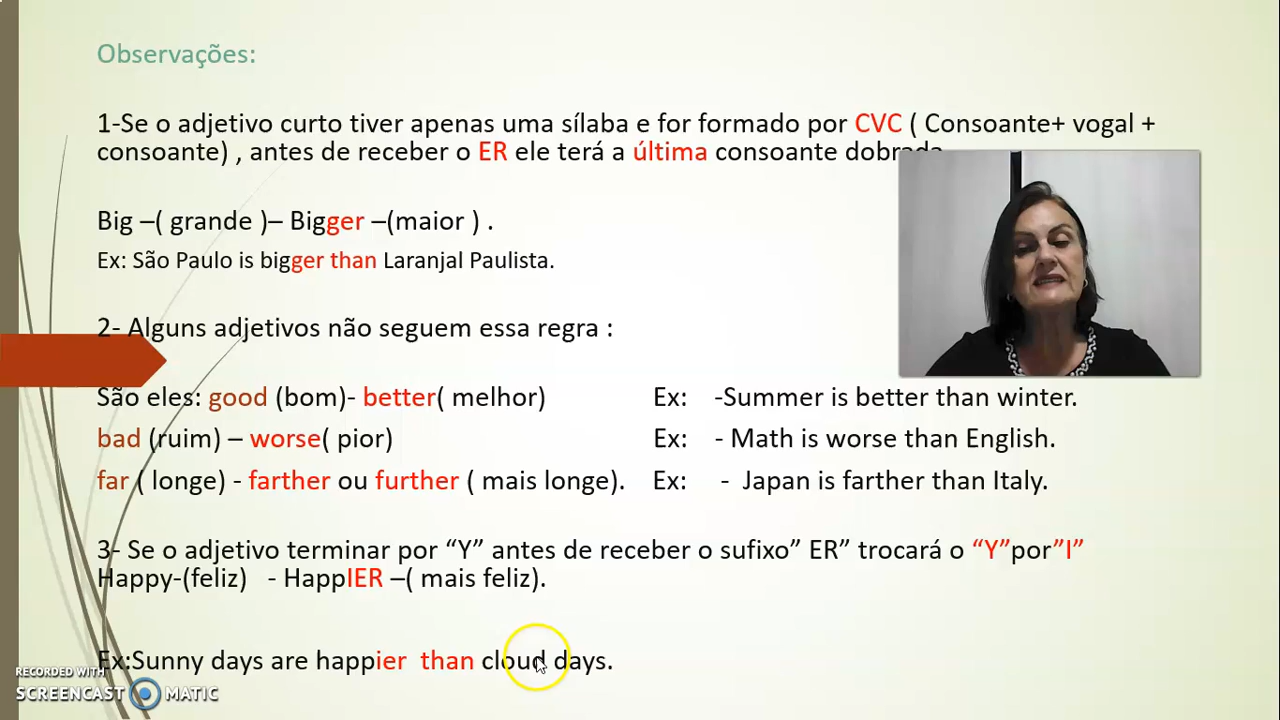 Observações:
1-Se o adjetivo curto tiver apenas uma sílaba e for formado por CVC ( Consoante+ vogal +
consoante) , antes de receber o ER ele terá a última consoante dobrada
Big –( grande )– Bigger –(maior ) .
Ex: São Paulo is bigger than Laranjal Paulista.
2- Alguns adjetivos não seguem essa regra :
São eles: good (bom)- better( melhor) Ex: -Summer is better than winter.
bad (ruim) – worse( pior) Ex: - Math is worse than English.
far ( longe) - farther ou further ( mais longe). Ex: - Japan is farther than Italy.
3- Se o adjetivo terminar por “Y” antes de receber o sufixo” ER” trocará o “Y”por”I”
Happy-(feliz) - HappIER –( mais feliz).
Ex:Sunny days are happier than cloud days.
RECORDED WITH
SCREENCAST MATIC